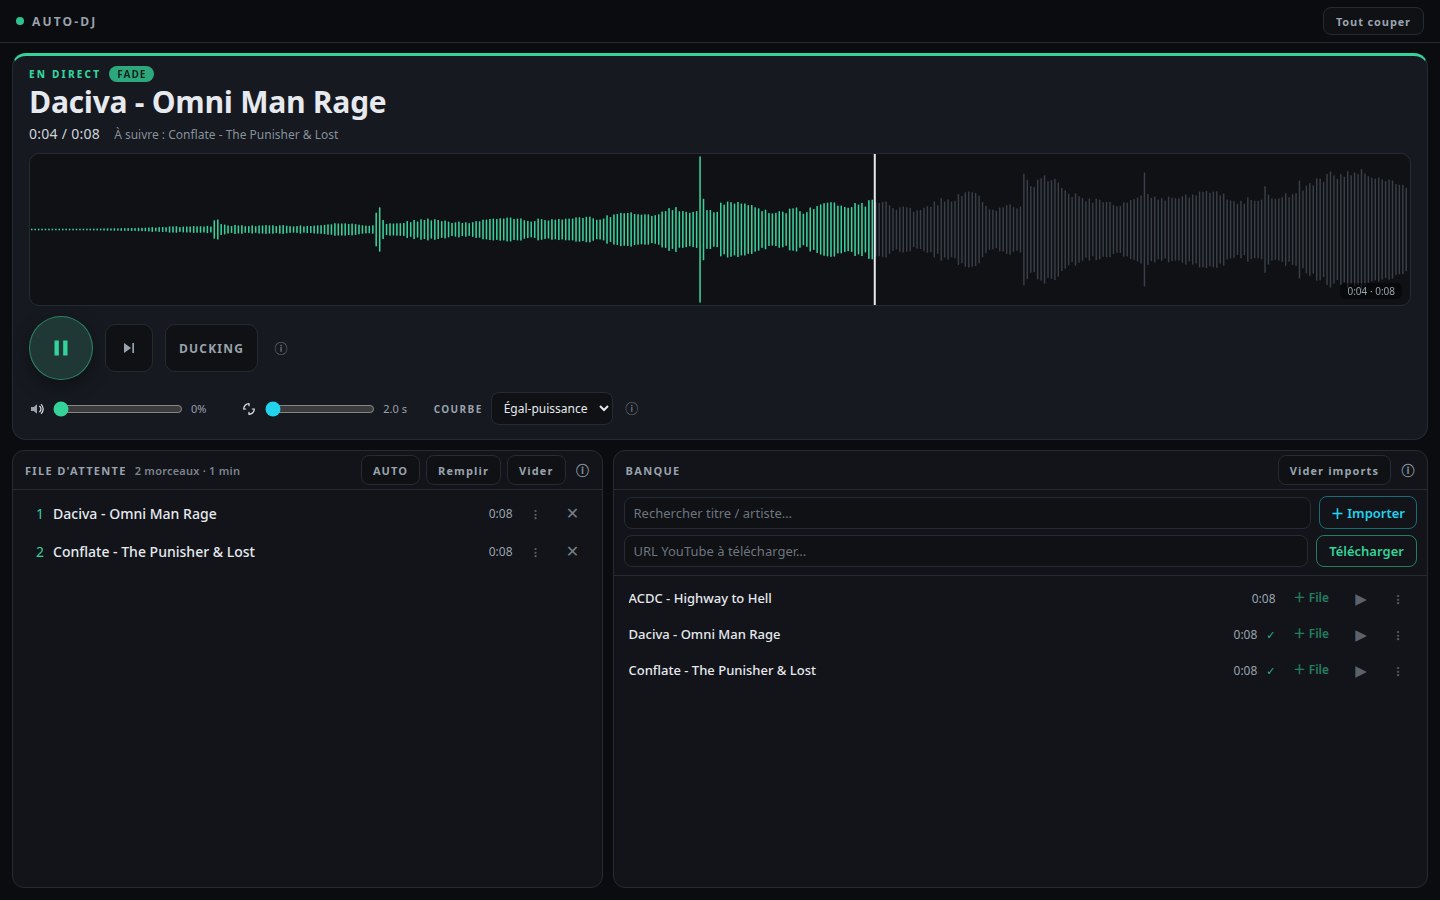 AUTO-DJ
Tout couper
EN DIRECT FADE
Daciva - Omni Man Rage
0:04 / 0:08 À suivre : Conflate - The Punisher & Lost
0:04 · 0:08
DUCKING ⓘ
0% 2.0 s COURBE Égal-puissance ⓘ
FILE D'ATTENTE 2 morceaux · 1 min AUTO Remplir Vider ⓘ
1 Daciva - Omni Man Rage 0:08 ⋮ ✕
2 Conflate - The Punisher & Lost 0:08 ⋮ ✕
BANQUE Vider imports ⓘ
Rechercher titre / artiste... + Importer
URL YouTube à télécharger... Télécharger
ACDC - Highway to Hell 0:08 + File ▶ ⋮
Daciva - Omni Man Rage 0:08 ✓ + File ▶ ⋮
Conflate - The Punisher & Lost 0:08 ✓ + File ▶ ⋮